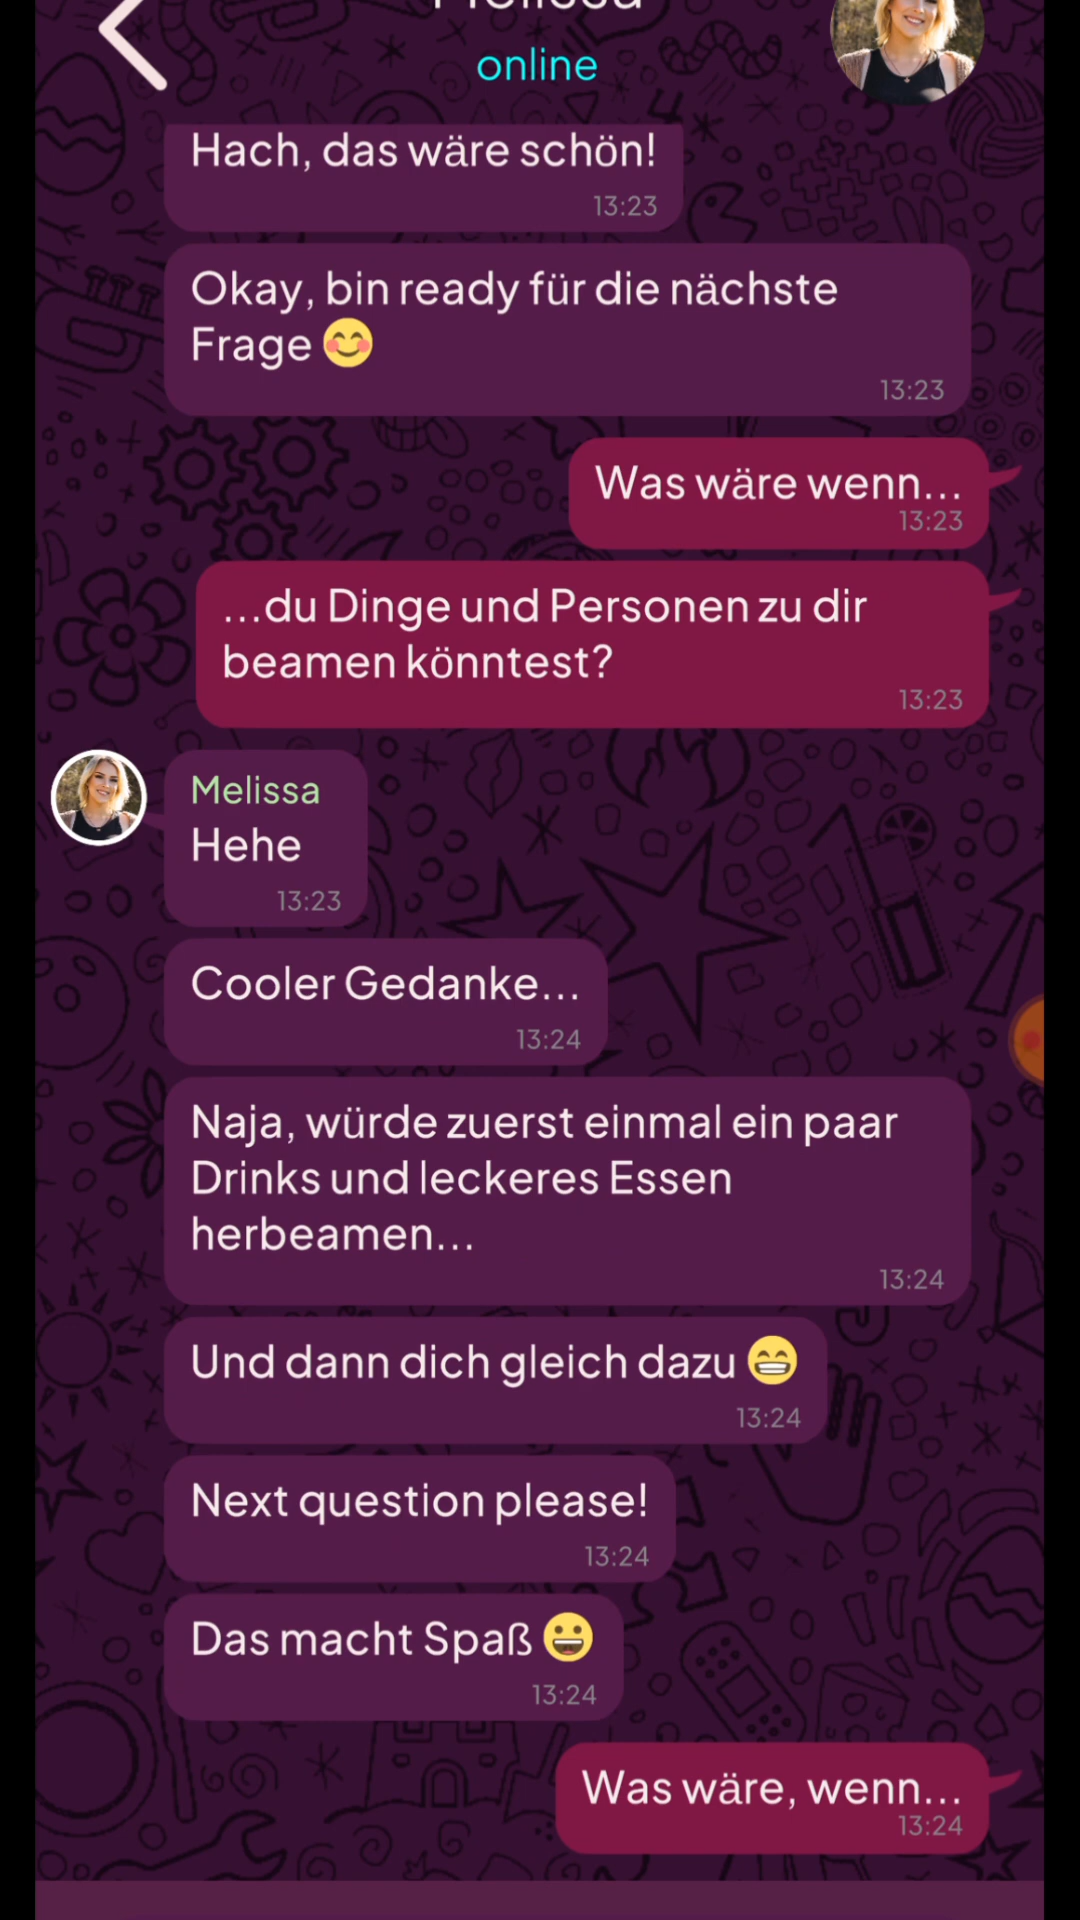 Melissa
online
Hach, das wäre schön!
13:23
Okay, bin ready für die nächste
Frage 😊
13:23
Was wäre wenn...
13:23
...du Dinge und Personen zu dir
beamen könntest?
13:23
Melissa
Hehe
13:23
Cooler Gedanke...
13:24
Naja, würde zuerst einmal ein paar
Drinks und leckeres Essen
herbeamen...
13:24
Und dann dich gleich dazu 😁
13:24
Next question please!
13:24
Das macht Spaß 😀
13:24
Was wäre, wenn...
13:24